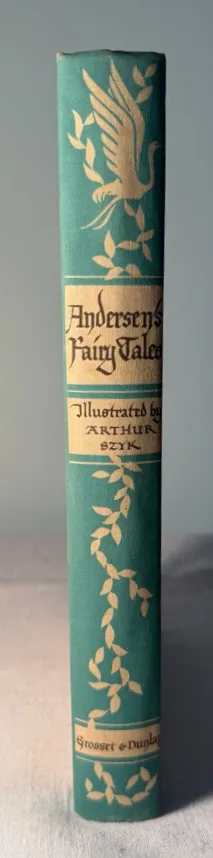 Andersen's
Fairy Tales
Illustrated by
ARTHUR
SZYK
Grosset & Dunlap